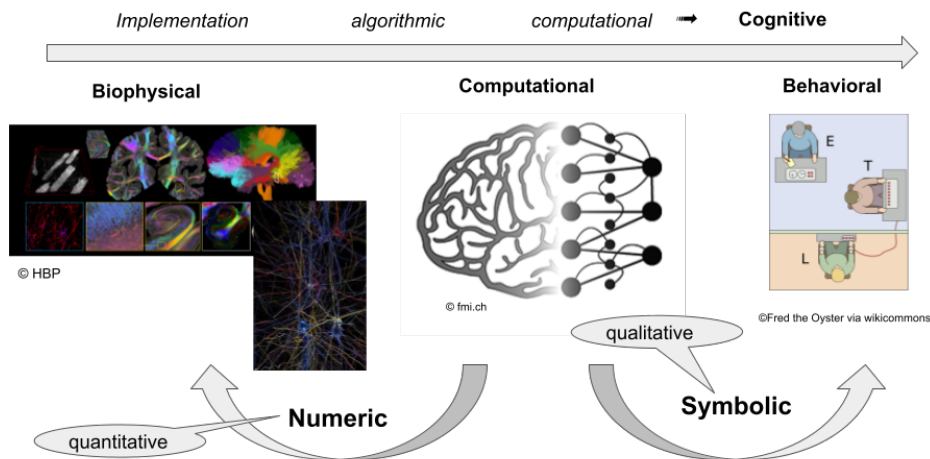 Implementation algorithmic computational ➟ Cognitive
Biophysical Computational Behavioral
E
T
L
© HBP
© fmi.ch
©Fred the Oyster via wikicommons
qualitative
Numeric
Symbolic
quantitative